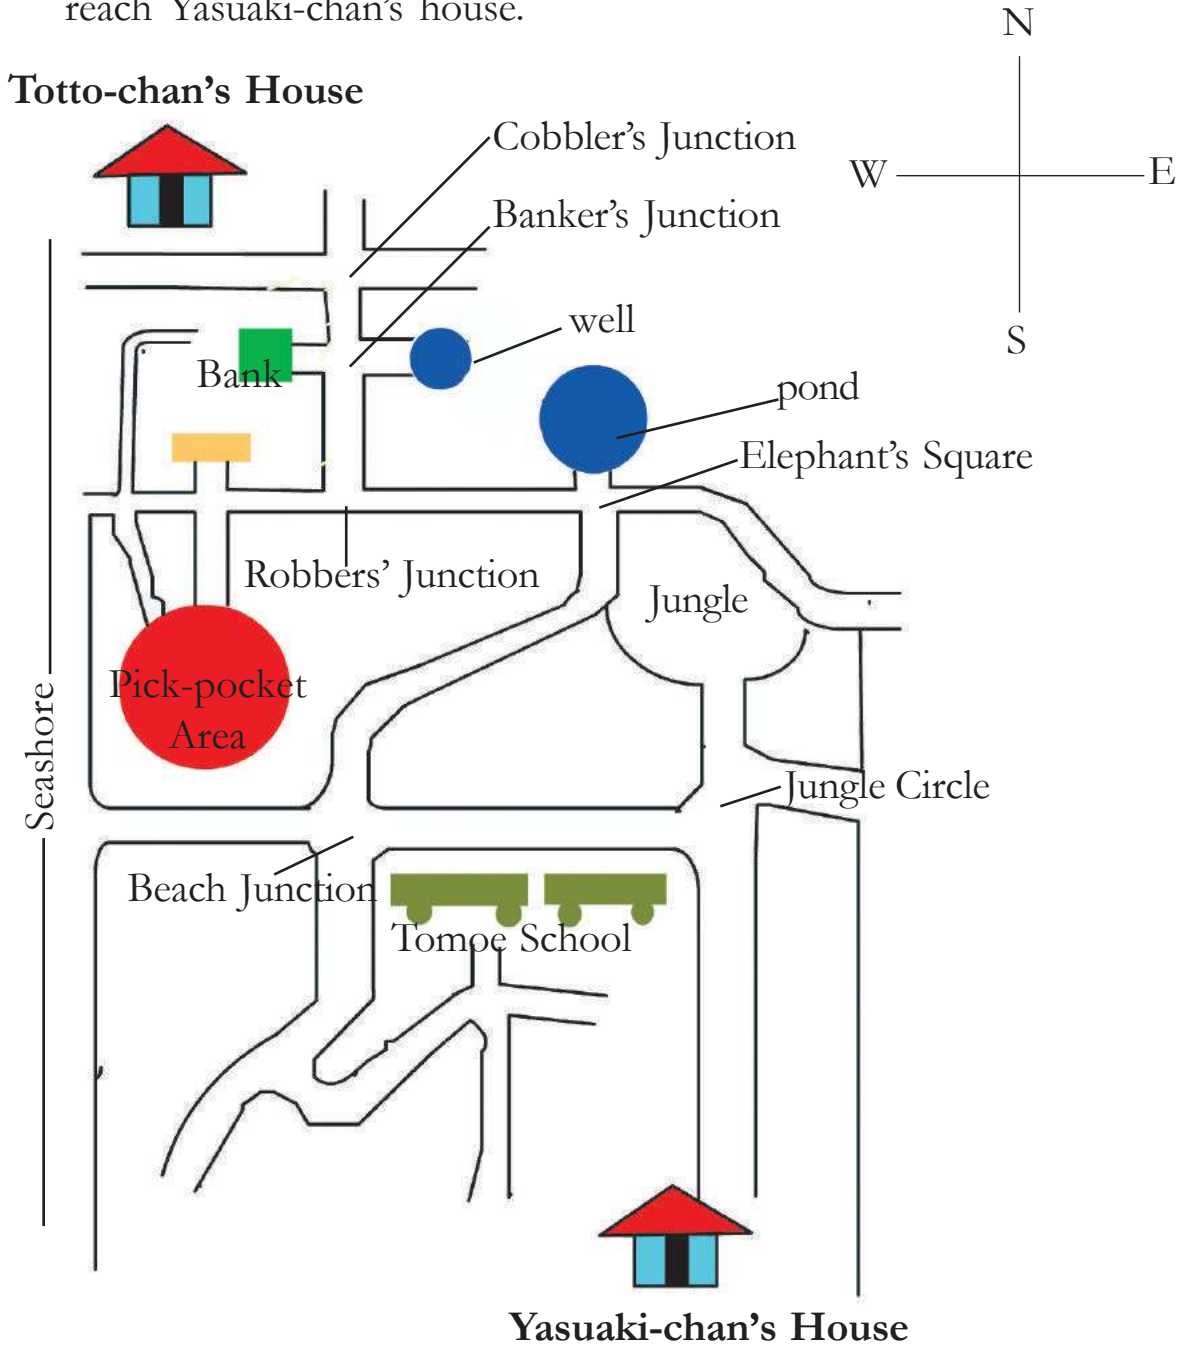 reach Yasuaki-chan's house.
N
Totto-chan's House
Cobbler's Junction
W
E
Banker's Junction
well
S
Bank
pond
Elephant's Square
Robbers' Junction
Jungle
Pick-pocket
Area
Seashore
Jungle Circle
Beach Junction
Tomoe School
Yasuaki-chan's House